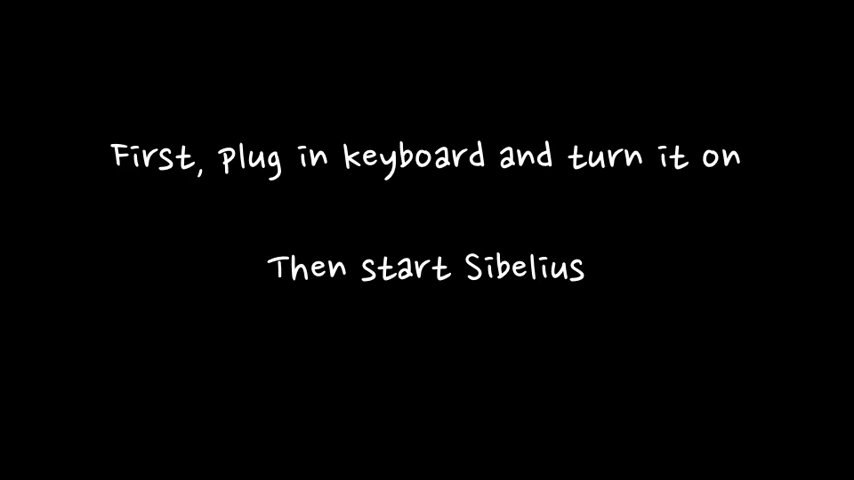 First, plug in keyboard and turn it on
Then start Sibelius